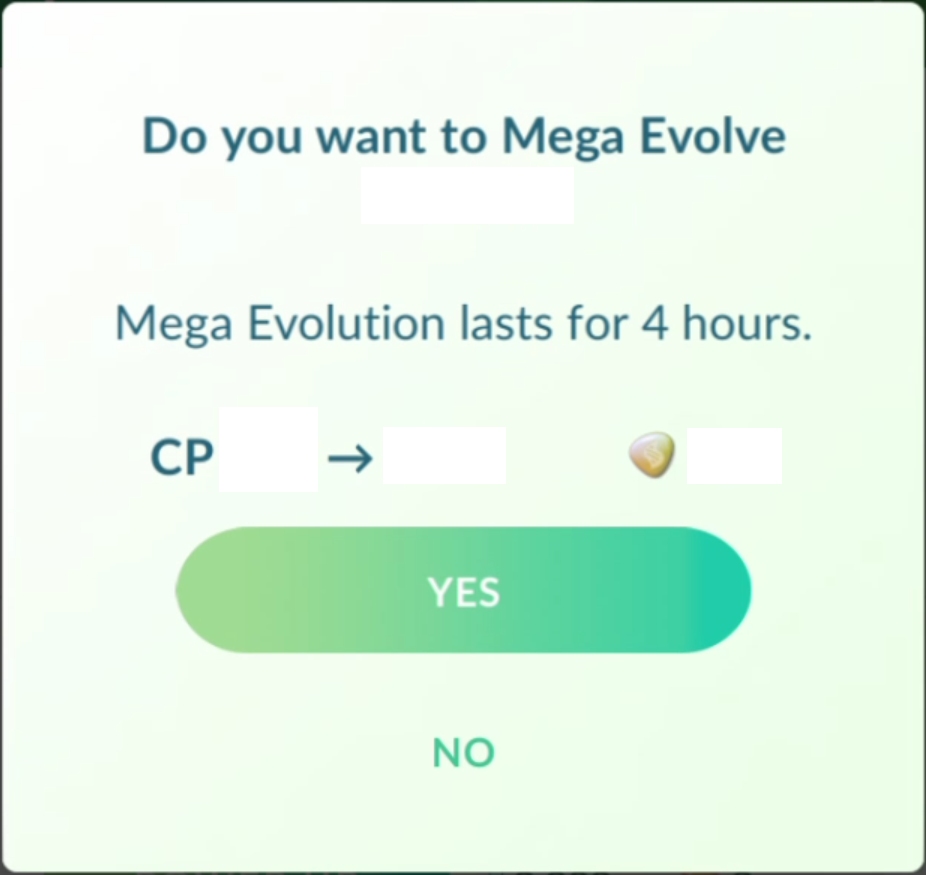 Do you want to Mega Evolve
Mega Evolution lasts for 4 hours.
CP →
YES
NO